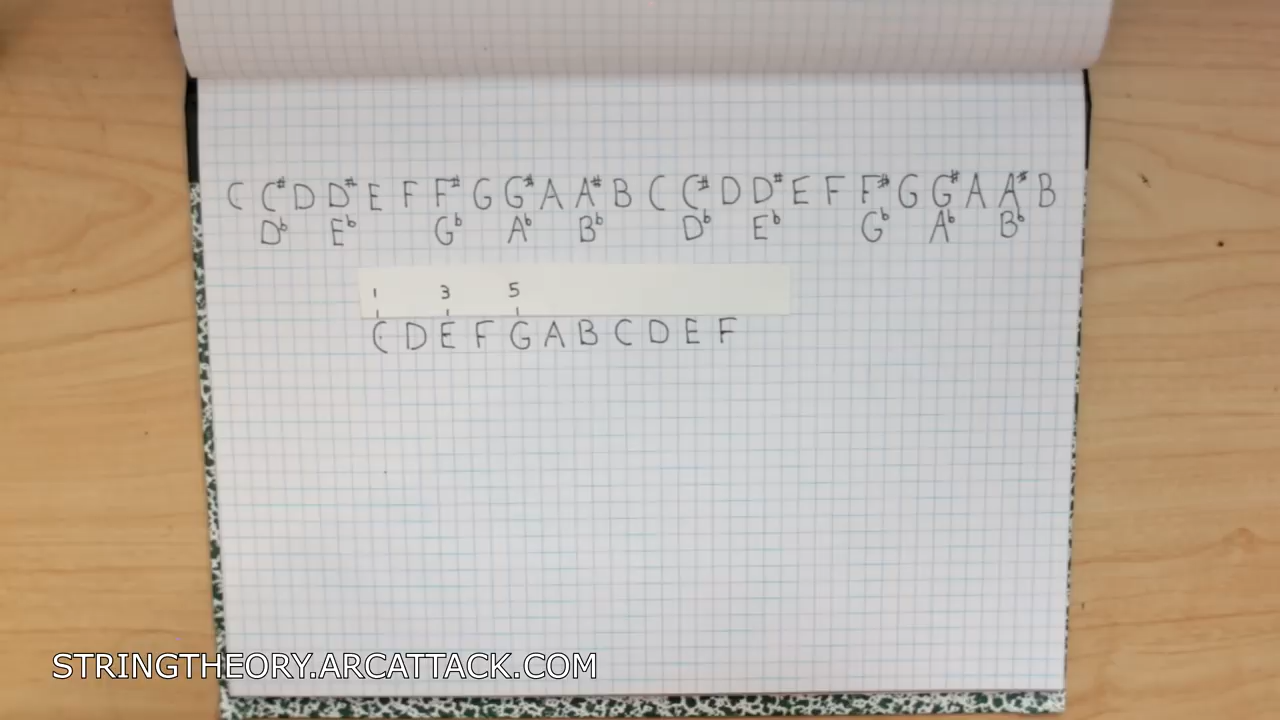 C C# D D# E F F# G G# A A# B C C# D D# E F F# G G# A A# B
Db Eb Gb Ab Bb Db Eb Gb Ab Bb
1 3 5
C D E F G A B C D E F
STRINGTHEORY.ARCATTACK.COM